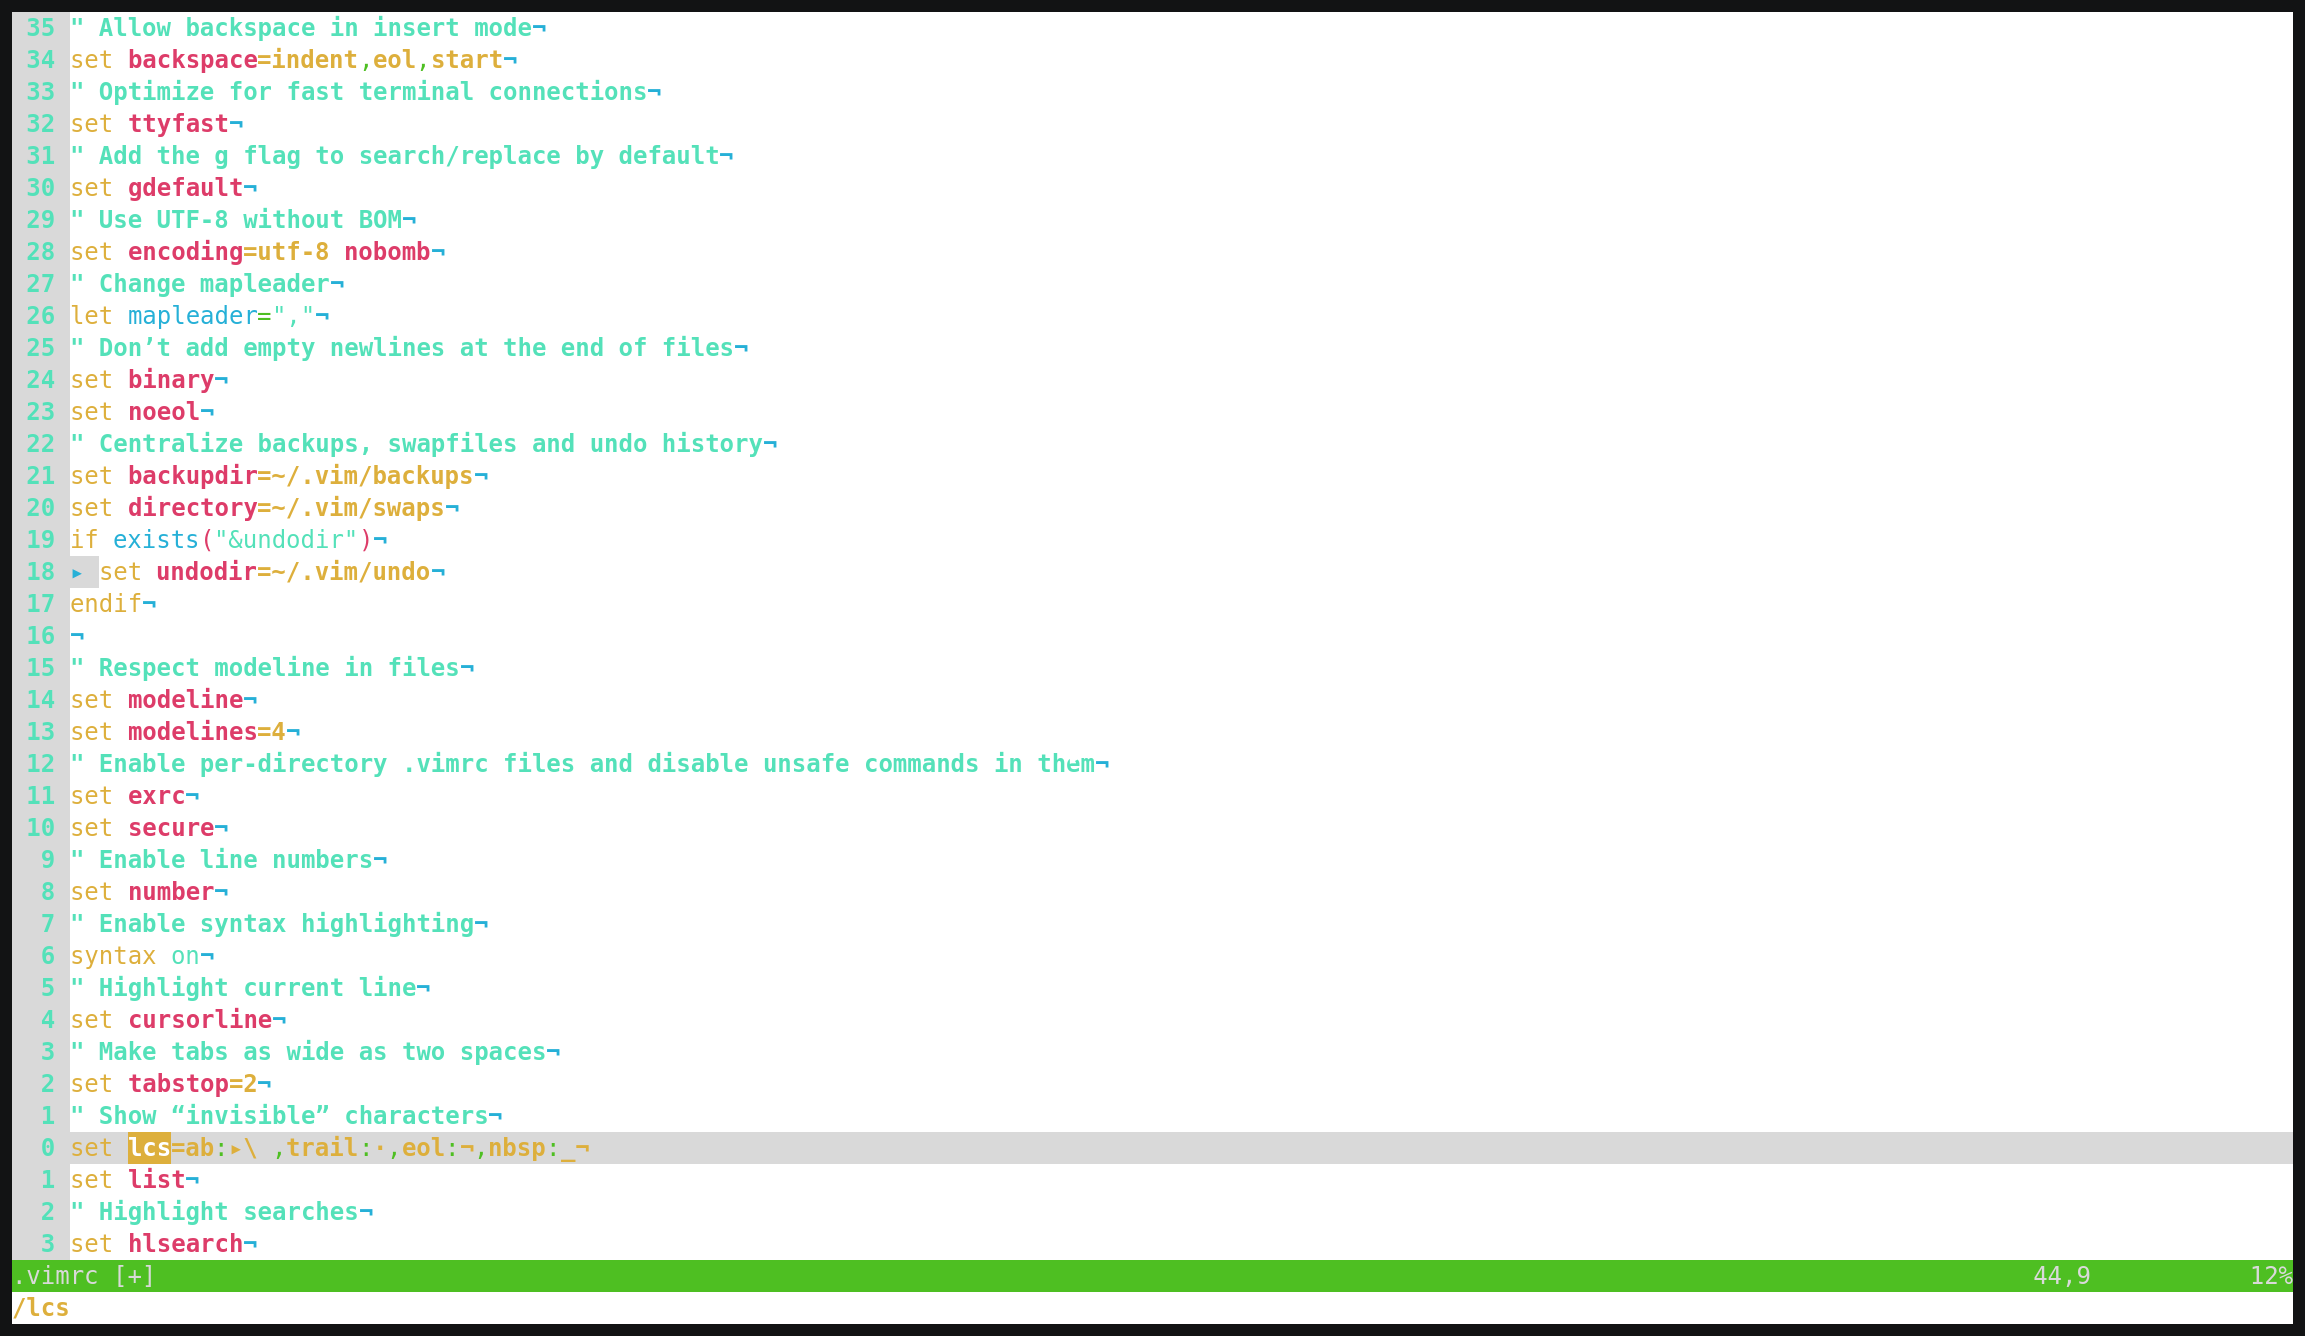 35 " Allow backspace in insert mode¬
34 set backspace=indent,eol,start¬
33 " Optimize for fast terminal connections¬
32 set ttyfast¬
31 " Add the g flag to search/replace by default¬
30 set gdefault¬
29 " Use UTF-8 without BOM¬
28 set encoding=utf-8 nobomb¬
27 " Change mapleader¬
26 let mapleader=","¬
25 " Don’t add empty newlines at the end of files¬
24 set binary¬
23 set noeol¬
22 " Centralize backups, swapfiles and undo history¬
21 set backupdir=~/.vim/backups¬
20 set directory=~/.vim/swaps¬
19 if exists("&undodir")¬
18 ▸ set undodir=~/.vim/undo¬
17 endif¬
16 ¬
15 " Respect modeline in files¬
14 set modeline¬
13 set modelines=4¬
12 " Enable per-directory .vimrc files and disable unsafe commands in them¬
11 set exrc¬
10 set secure¬
9 " Enable line numbers¬
8 set number¬
7 " Enable syntax highlighting¬
6 syntax on¬
5 " Highlight current line¬
4 set cursorline¬
3 " Make tabs as wide as two spaces¬
2 set tabstop=2¬
1 " Show “invisible” characters¬
0 set lcs=ab:▸\ ,trail:·,eol:¬,nbsp:_¬
1 set list¬
2 " Highlight searches¬
3 set hlsearch¬
.vimrc [+] 44,9 12%
/lcs